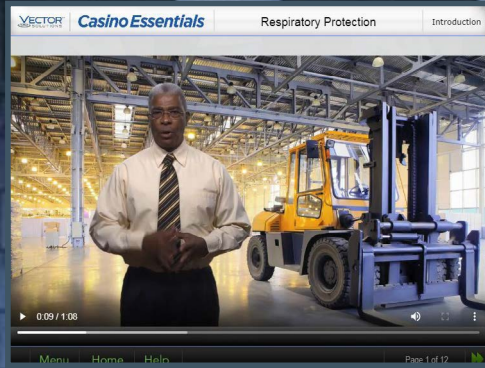 VECTOR SOLUTIONS Casino Essentials Respiratory Protection Introduction
0:09 / 1:08
Menu Home Help Page 1 of 12